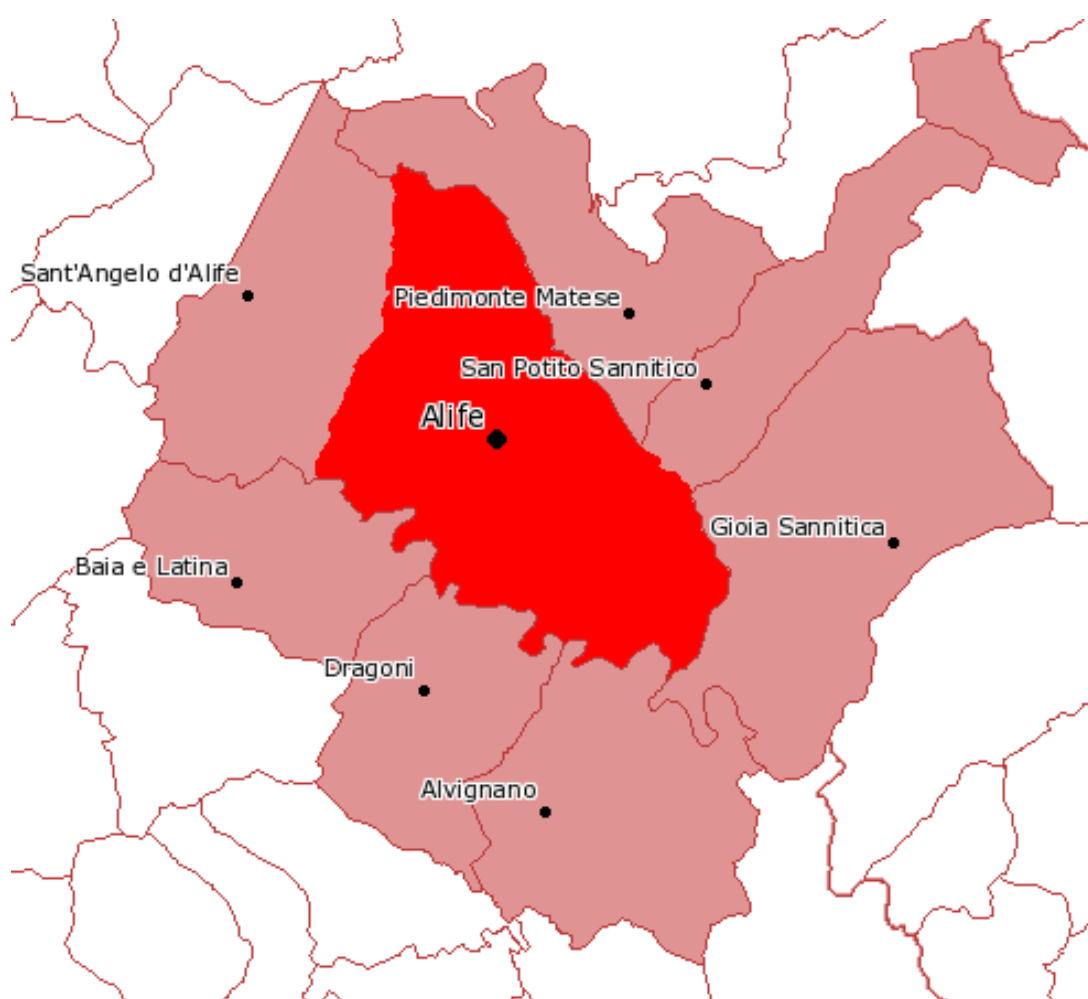 Sant'Angelo d'Alife
Piedimonte Matese
San Potito Sannitico
Alife
Gioia Sannitica
Baia e Latina
Dragoni
Alvignano